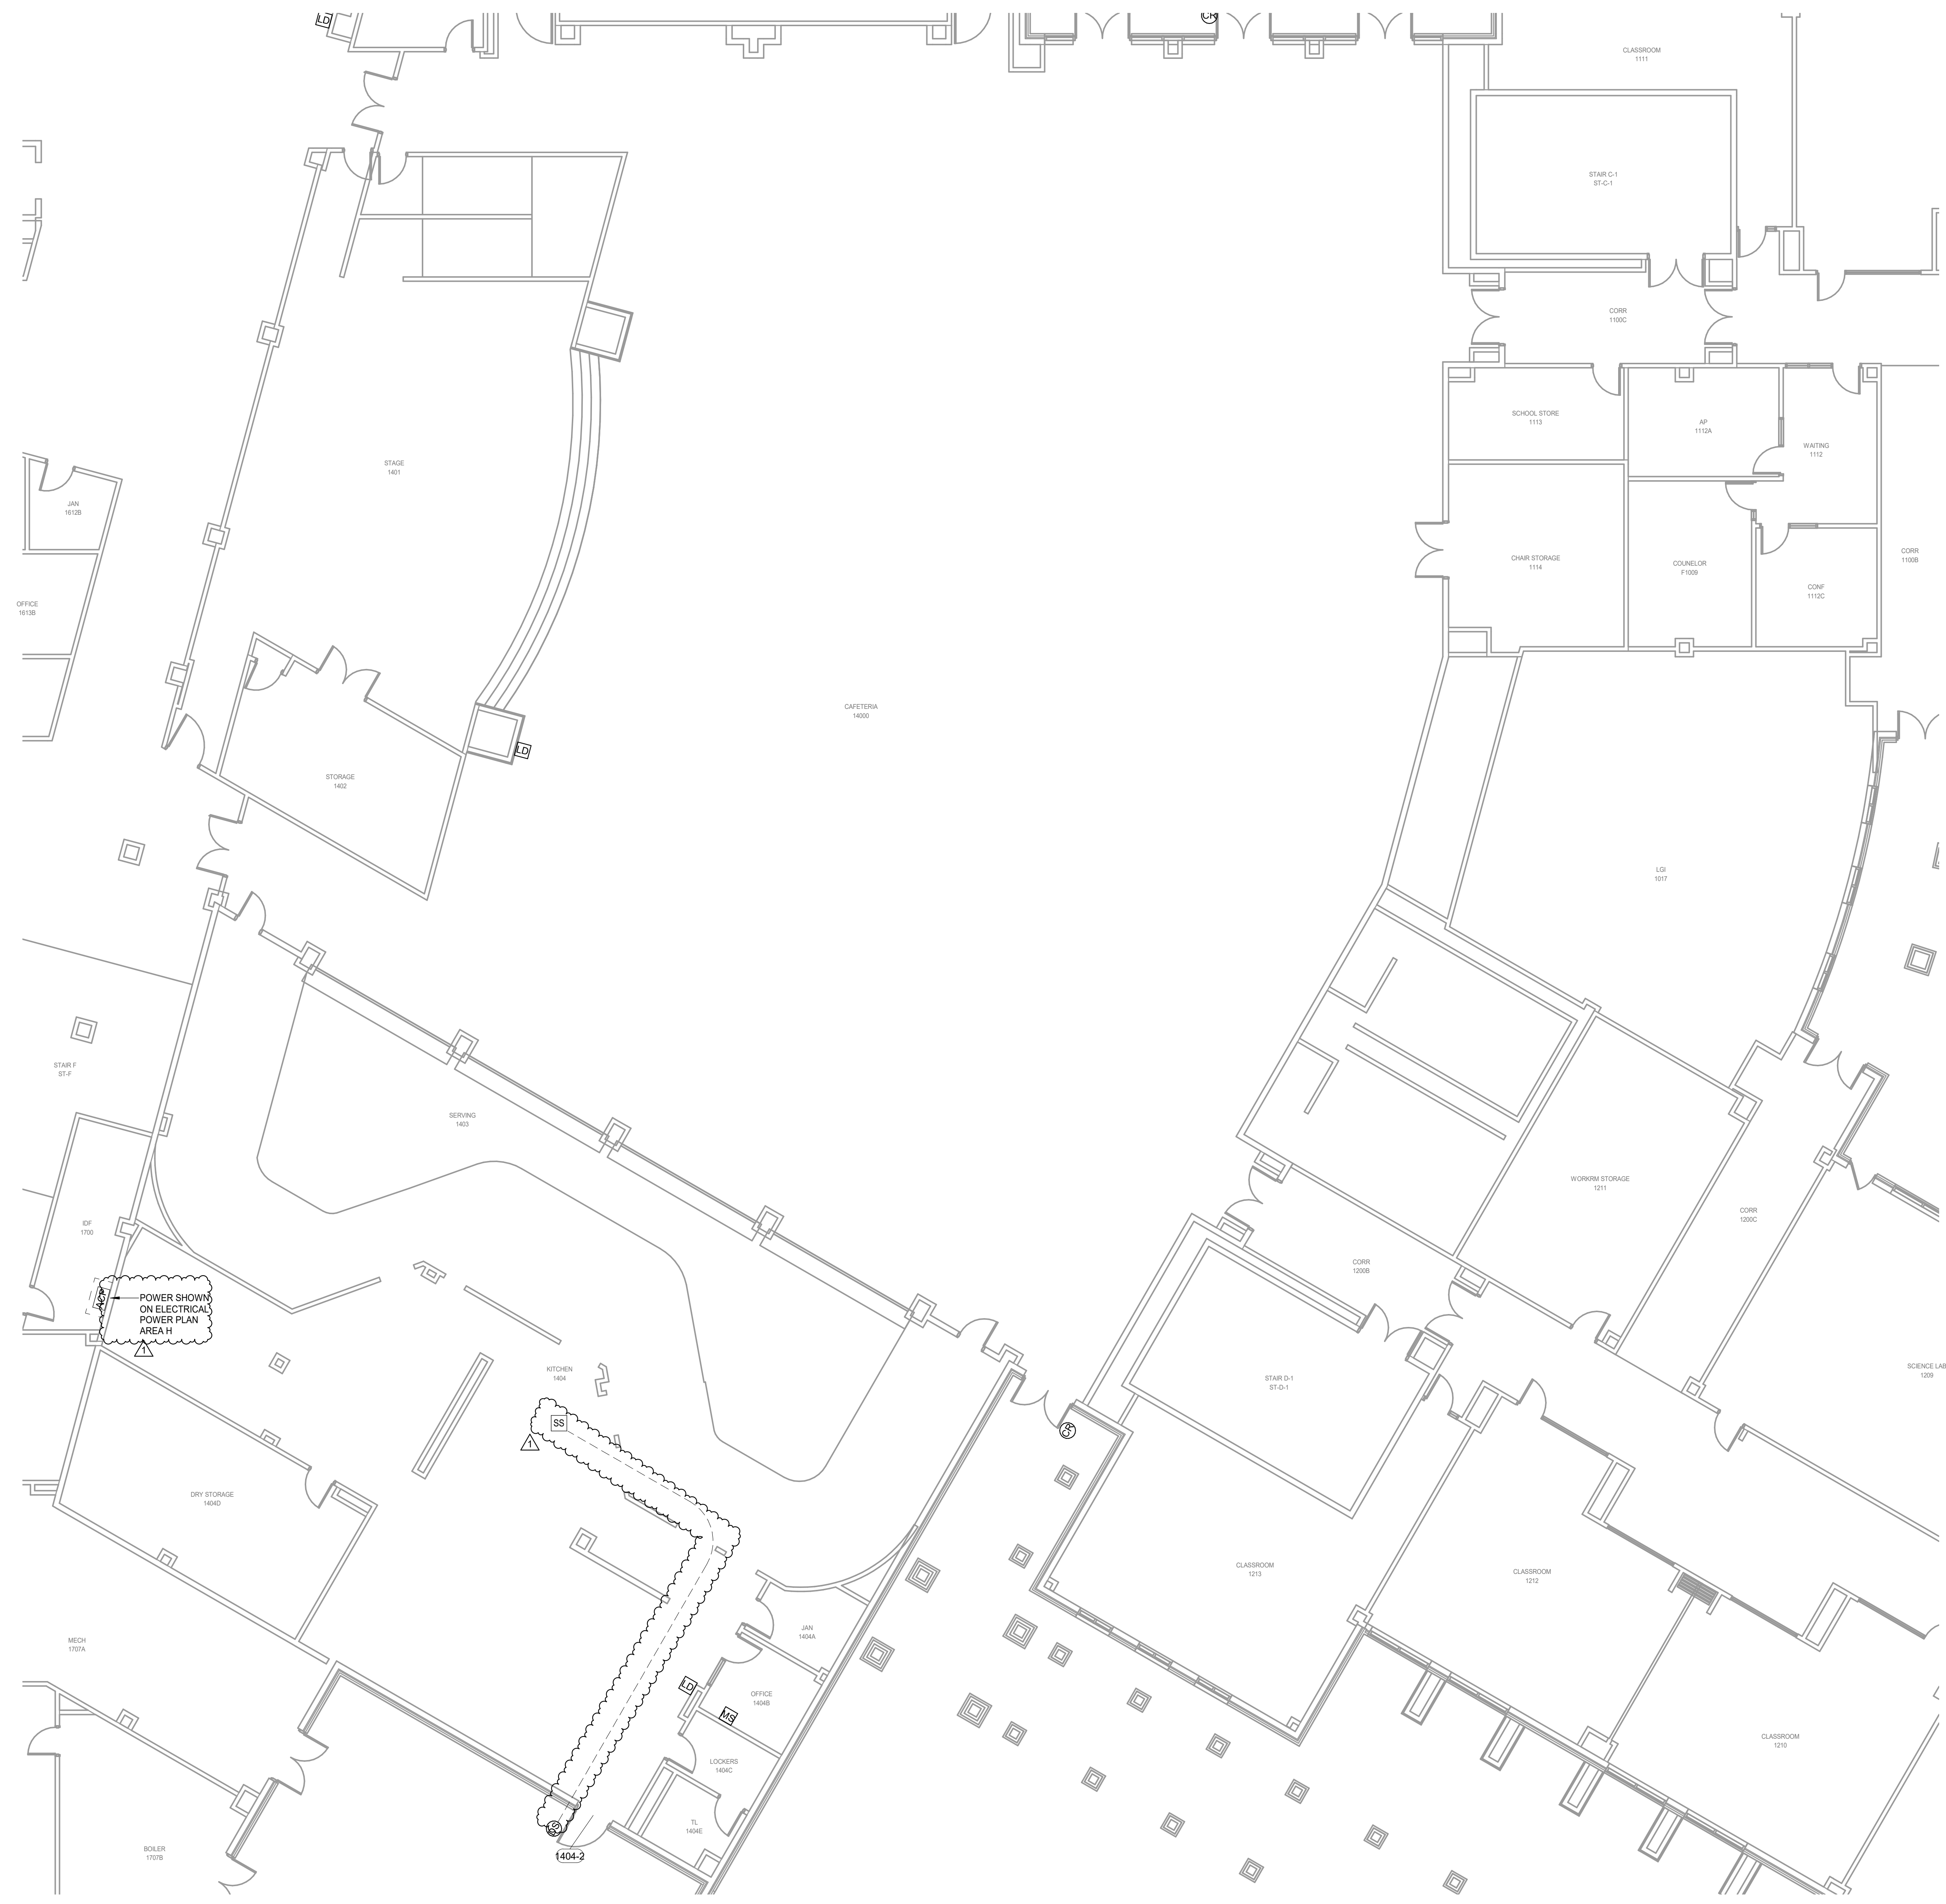 LD
CR
CLASSROOM
1111
STAIR C-1
ST-C-1
CORR
1100C
SCHOOL STORE
1113
AP
1112A
WAITING
1112
STAGE
1401
JAN
1612B
CHAIR STORAGE
1114
COUNELOR
F1009
CORR
1100B
CONF
1112C
OFFICE
1613B
CAFETERIA
14000
LD
STORAGE
1402
LGI
1017
STAIR F
ST-F
SERVING
1403
WORKRM STORAGE
1211
CORR
1200C
IDF
1700
CORR
1200B
ACP
POWER SHOWN
ON ELECTRICAL
POWER PLAN
AREA H
1
KITCHEN
1404
STAIR D-1
ST-D-1
SCIENCE LAB
1209
SS
1
CR
DRY STORAGE
1404D
CLASSROOM
1213
CLASSROOM
1212
JAN
1404A
MECH
1707A
LD
OFFICE
1404B
MS
CLASSROOM
1210
LOCKERS
1404C
TL
1404E
BOILER
1707B
1404-2